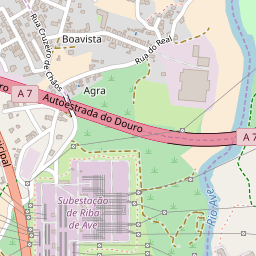 Boavista
Rua do Real
Rua Cruzeiro de Chãos
Agra
A 7
Autoestrada do Douro
A 7
Subestação
de Riba
de Ave
Rio Ave